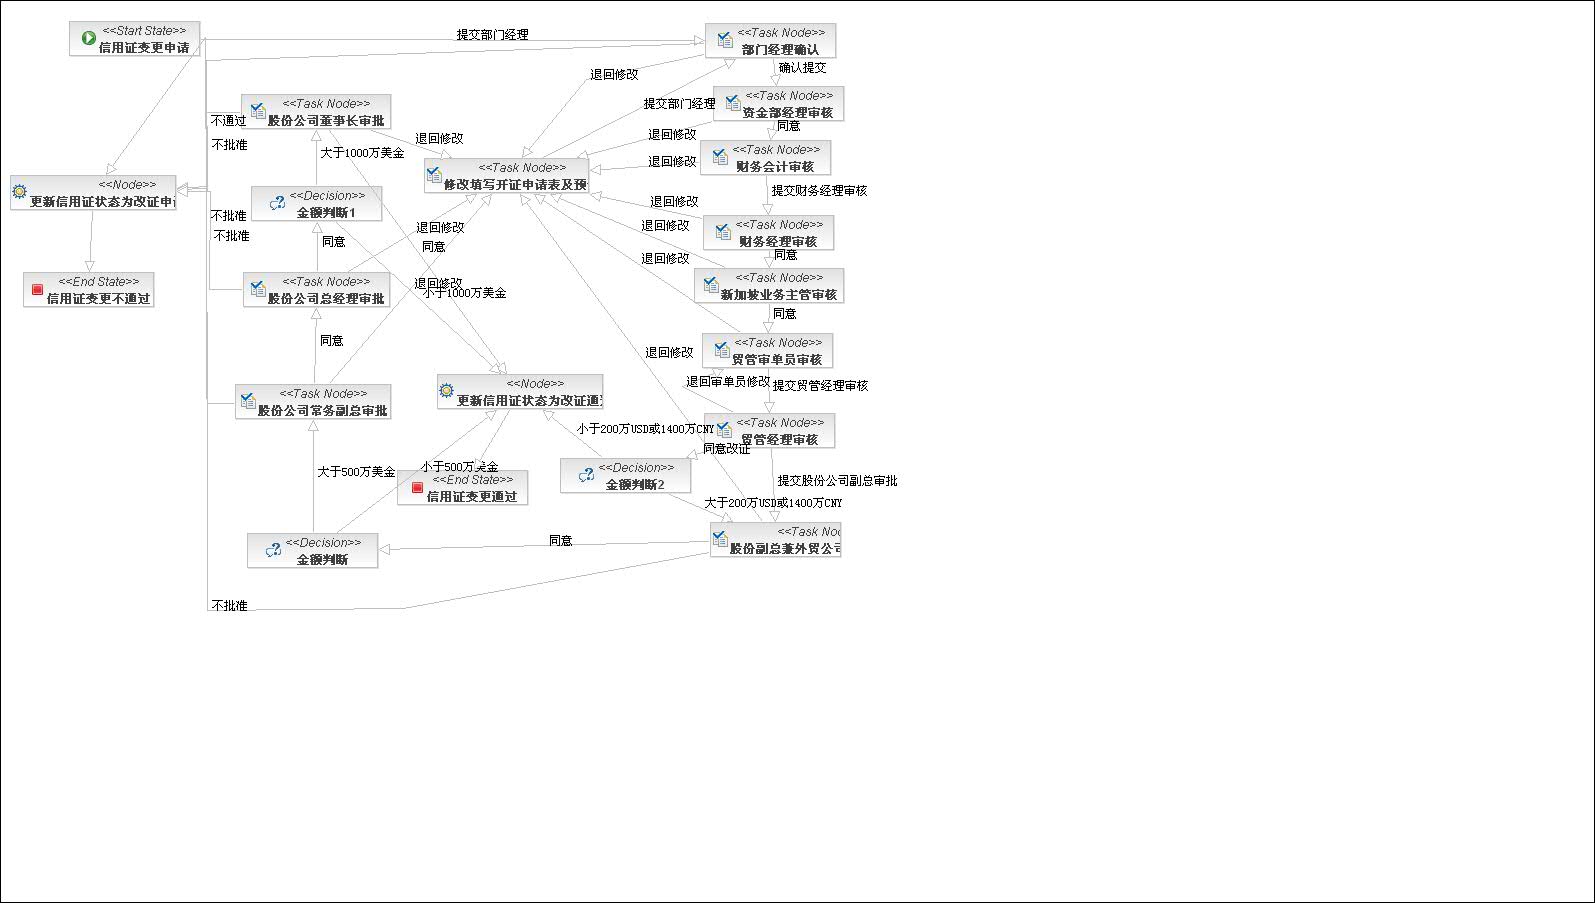 <<Start State>>
信用证变更申请
提交部门经理
<<Task Node>>
部门经理确认
确认提交
退回修改
<<Task Node>>
资金部经理审核
提交部门经理
<<Task Node>>
股份公司董事长审批
不通过
不批准
同意
退回修改
退回修改
大于1000万美金
<<Task Node>>
财务会计审核
退回修改
<<Task Node>>
修改填写开证申请表及预
<<Node>>
更新信用证状态为改证申
提交财务经理审核
<<Decision>>
金额判断1
退回修改
不批准
不批准
退回修改
退回修改
<<Task Node>>
财务经理审核
同意
同意
同意
退回修改
<<Task Node>>
新加坡业务主管审核
<<End State>>
信用证变更不通过
<<Task Node>>
股份公司总经理审批
退回修改
小于1000万美金
同意
同意
<<Task Node>>
贸管审单员审核
退回修改
退回审单员修改
提交贸管经理审核
<<Task Node>>
股份公司常务副总审批
<<Node>>
更新信用证状态为改证通
小于200万USD或1400万CNY
<<Task Node>>
贸管经理审核
同意改证
大于500万美金
小于500万美金
<<End State>>
信用证变更通过
<<Decision>>
金额判断2
提交股份公司副总审批
大于200万USD或1400万CNY
<<Task No
股份副总兼外贸公司
同意
<<Decision>>
金额判断
不批准